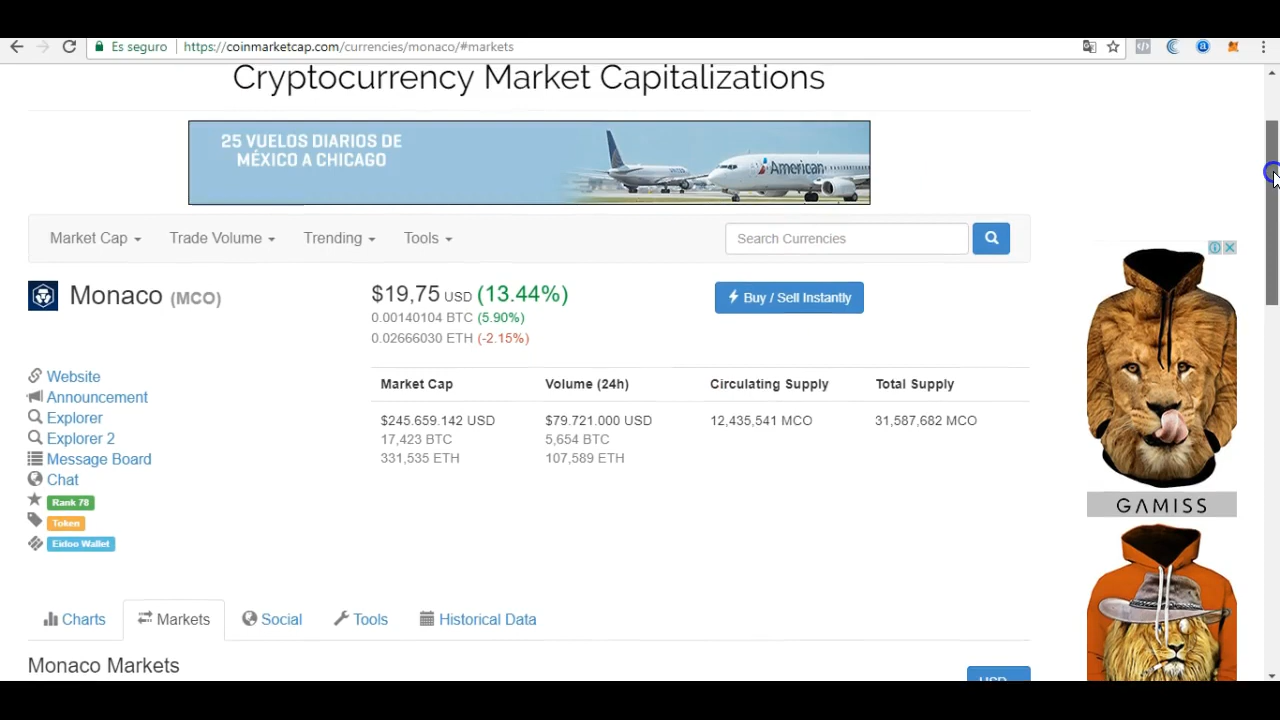 Es seguro
https://coinmarketcap.com/currencies/monaco/#markets
Cryptocurrency Market Capitalizations
25 VUELOS DIARIOS DE
MÉXICO A CHICAGO
American
Market Cap
Trade Volume
Trending
Tools
Search Currencies
Monaco (MCO)
$19,75 USD (13.44%)
0.00140104 BTC (5.90%)
0.02666030 ETH (-2.15%)
Buy / Sell Instantly
Website
Announcement
Explorer
Explorer 2
Message Board
Chat
Rank 78
Token
Eidoo Wallet
Market Cap Volume (24h) Circulating Supply Total Supply
$245.659.142 USD $79.721.000 USD 12,435,541 MCO 31,587,682 MCO
17,423 BTC 5,654 BTC
331,535 ETH 107,589 ETH
GAMISS
Charts Markets Social Tools Historical Data
Monaco Markets
USD